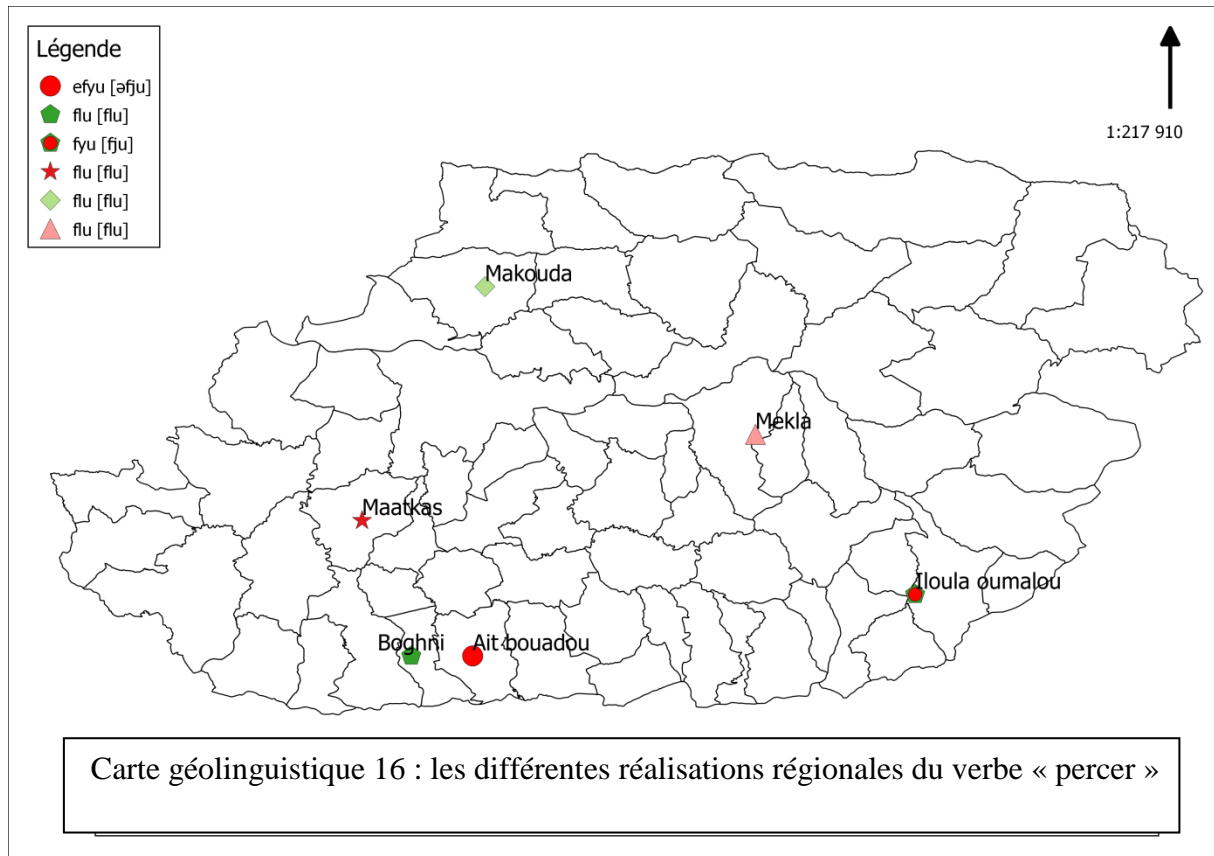 Légende
efyu [əfju]
flu [flu]
fyu [fju]
flu [flu]
flu [flu]
flu [flu]
1:217 910
Makouda
Mekla
Maatkas
Iloula oumalou
Boghni
Ait bouadou
Carte géolinguistique 16 : les différentes réalisations régionales du verbe « percer »